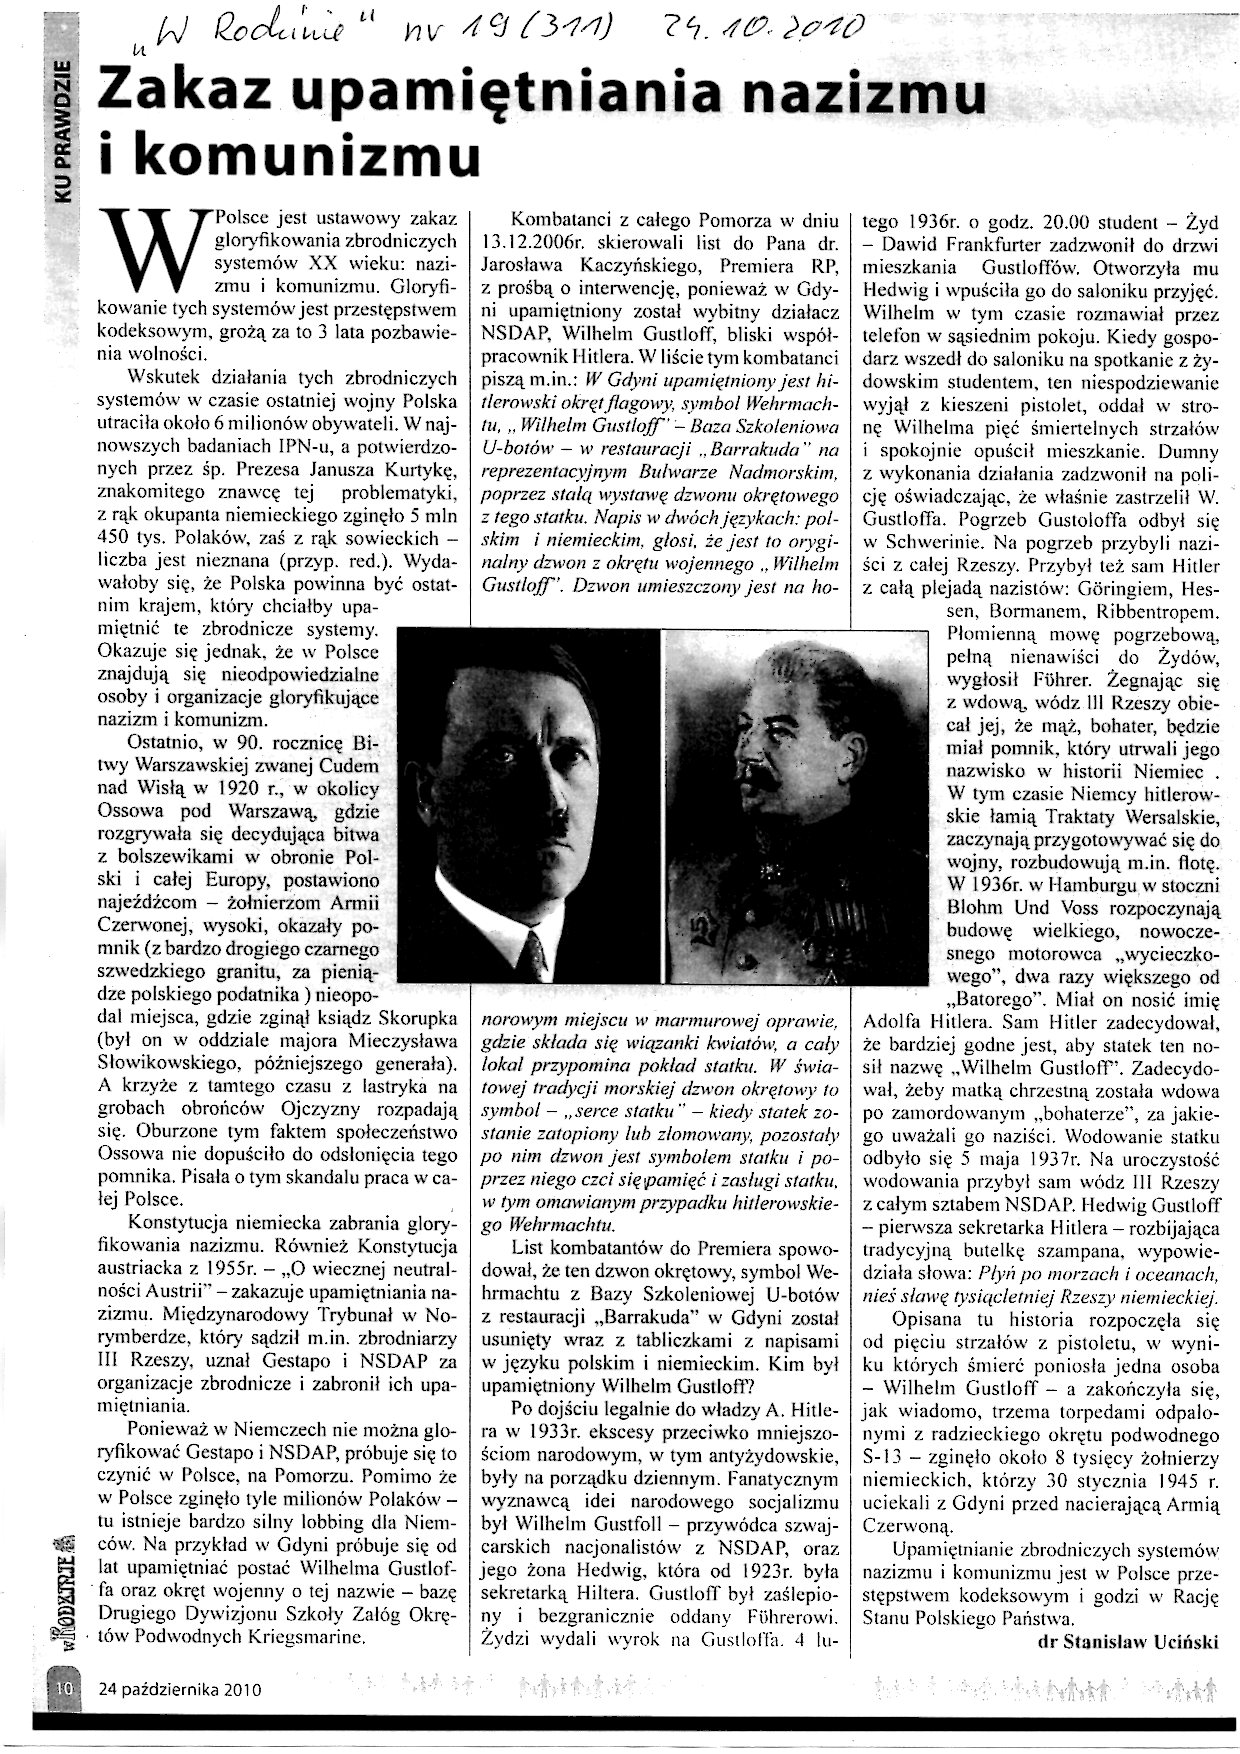 „W Rodzinie" nr 19 (311) 24.10.2010
KU PRAWDZIE
Zakaz upamiętniania nazizmu
i komunizmu
W Polsce jest ustawowy zakaz
gloryfikowania zbrodniczych
systemów XX wieku: nazi-
zmu i komunizmu. Gloryfi-
kowanie tych systemów jest przestępstwem
kodeksowym, grożą za to 3 lata pozbawie-
nia wolności.
Wskutek działania tych zbrodniczych
systemów w czasie ostatniej wojny Polska
utraciła około 6 milionów obywateli. W naj-
nowszych badaniach IPN-u, a potwierdzo-
nych przez śp. Prezesa Janusza Kurtykę,
znakomitego znawcę tej problematyki,
z rąk okupanta niemieckiego zginęło 5 mln
450 tys. Polaków, zaś z rąk sowieckich –
liczba jest nieznana (przyp. red.). Wyda-
wałoby się, że Polska powinna być ostat-
nim krajem, który chciałby upa-
miętnić te zbrodnicze systemy.
Okazuje się jednak, że w Polsce
znajdują się nieodpowiedzialne
osoby i organizacje gloryfikujące
nazizm i komunizm.
Ostatnio, w 90. rocznicę Bi-
twy Warszawskiej zwanej Cudem
nad Wisłą w 1920 r., w okolicy
Ossowa pod Warszawą, gdzie
rozgrywała się decydująca bitwa
z bolszewikami w obronie Pol-
ski i całej Europy, postawiono
najeźdźcom – żołnierzom Armii
Czerwonej, wysoki, okazały po-
mnik (z bardzo drogiego czarnego
szwedzkiego granitu, za pienią-
dze polskiego podatnika ) nieopo-
dal miejsca, gdzie zginął ksiądz Skorupka
(był on w oddziale majora Mieczysława
Słowikowskiego, późniejszego generała).
A krzyże z tamtego czasu z lastryka na
grobach obrońców Ojczyzny rozpadają
się. Oburzone tym faktem społeczeństwo
Ossowa nie dopuściło do odsłonięcia tego
pomnika. Pisała o tym skandalu praca w ca-
łej Polsce.
Konstytucja niemiecka zabrania glory-
fikowania nazizmu. Również Konstytucja
austriacka z 1955r. – „O wiecznej neutral-
ności Austrii" – zakazuje upamiętniania na-
zizmu. Międzynarodowy Trybunał w No-
rymberdze, który sądził m.in. zbrodniarzy
III Rzeszy, uznał Gestapo i NSDAP za
organizacje zbrodnicze i zabronił ich upa-
miętniania.
Ponieważ w Niemczech nie można glo-
ryfikować Gestapo i NSDAP, próbuje się to
czynić w Polsce, na Pomorzu. Pomimo że
w Polsce zginęło tyle milionów Polaków –
tu istnieje bardzo silny lobbing dla Niem-
ców. Na przykład w Gdyni próbuje się od
lat upamiętniać postać Wilhelma Gustlof-
fa oraz okręt wojenny o tej nazwie – bazę
Drugiego Dywizjonu Szkoły Załóg Okrę-
tów Podwodnych Kriegsmarine.
Kombatanci z całego Pomorza w dniu
13.12.2006r. skierowali list do Pana dr.
Jarosława Kaczyńskiego, Premiera RP,
z prośbą o interwencję, ponieważ w Gdy-
ni upamiętniony został wybitny działacz
NSDAP, Wilhelm Gustloff, bliski współ-
pracownik Hitlera. W liście tym kombatanci
piszą m.in.: W Gdyni upamiętniony jest hi-
tlerowski okręt flagowy, symbol Wehrmach-
tu, „Wilhelm Gustloff" – Baza Szkoleniowa
U-botów – w restauracji „Barrakuda" na
reprezentacyjnym Bulwarze Nadmorskim,
poprzez stałą wystawę dzwonu okrętowego
z tego statku. Napis w dwóch językach: pol-
skim i niemieckim, głosi, że jest to orygi-
nalny dzwon z okrętu wojennego „Wilhelm
Gustloff". Dzwon umieszczony jest na ho-
norowym miejscu w marmurowej oprawie,
gdzie składa się wiązanki kwiatów, a cały
lokal przypomina pokład statku. W świa-
towej tradycji morskiej dzwon okrętowy to
symbol – „serce statku" – kiedy statek zo-
stanie zatopiony lub złomowany, pozostały
po nim dzwon jest symbolem statku i po-
przez niego czci się pamięć i zasługi statku,
w tym omawianym przypadku hitlerowskie-
go Wehrmachtu.
List kombatantów do Premiera spowo-
dował, że ten dzwon okrętowy, symbol We-
hrmachtu z Bazy Szkoleniowej U-botów
z restauracji „Barrakuda" w Gdyni został
usunięty wraz z tabliczkami z napisami
w języku polskim i niemieckim. Kim był
upamiętniony Wilhelm Gustloff?
Po dojściu legalnie do władzy A. Hitle-
ra w 1933r. ekscesy przeciwko mniejszo-
ściom narodowym, w tym antyżydowskie,
były na porządku dziennym. Fanatycznym
wyznawcą idei narodowego socjalizmu
był Wilhelm Gustfoll – przywódca szwaj-
carskich nacjonalistów z NSDAP, oraz
jego żona Hedwig, która od 1923r. była
sekretarką Hiltera. Gustloff był zaślepio-
ny i bezgranicznie oddany Führerowi.
Żydzi wydali wyrok na Gustloffa. 4 lu-
tego 1936r. o godz. 20.00 student – Żyd
– Dawid Frankfurter zadzwonił do drzwi
mieszkania Gustloffów. Otworzyła mu
Hedwig i wpuściła go do saloniku przyjęć.
Wilhelm w tym czasie rozmawiał przez
telefon w sąsiednim pokoju. Kiedy gospo-
darz wszedł do saloniku na spotkanie z ży-
dowskim studentem, ten niespodziewanie
wyjął z kieszeni pistolet, oddał w stro-
nę Wilhelma pięć śmiertelnych strzałów
i spokojnie opuścił mieszkanie. Dumny
z wykonania działania zadzwonił na poli-
cję oświadczając, że właśnie zastrzelił W.
Gustloffa. Pogrzeb Gustoloffa odbył się
w Schwerinie. Na pogrzeb przybyli nazi-
ści z całej Rzeszy. Przybył też sam Hitler
z całą plejadą nazistów: Göringiem, Hes-
sen, Bormanem, Ribbentropem.
Płomienną mowę pogrzebową,
pełną nienawiści do Żydów,
wygłosił Führer. Żegnając się
z wdową, wódz III Rzeszy obie-
cał jej, że mąż, bohater, będzie
miał pomnik, który utrwali jego
nazwisko w historii Niemiec .
W tym czasie Niemcy hitlerow-
skie łamią Traktaty Wersalskie,
zaczynają przygotowywać się do
wojny, rozbudowują m.in. flotę.
W 1936r. w Hamburgu w stoczni
Blohm Und Voss rozpoczynają
budowę wielkiego, nowocze-
snego motorowca „wycieczko-
wego", dwa razy większego od
„Batorego". Miał on nosić imię
Adolfa Hitlera. Sam Hitler zadecydował,
że bardziej godne jest, aby statek ten no-
sił nazwę „Wilhelm Gustloff". Zadecydo-
wał, żeby matką chrzestną została wdowa
po zamordowanym „bohaterze", za jakie-
go uważali go naziści. Wodowanie statku
odbyło się 5 maja 1937r. Na uroczystość
wodowania przybył sam wódz III Rzeszy
z całym sztabem NSDAP. Hedwig Gustloff
– pierwsza sekretarka Hitlera – rozbijająca
tradycyjną butelkę szampana, wypowie-
działa słowa: Płyń po morzach i oceanach,
nieś sławę tysiącletniej Rzeszy niemieckiej.
Opisana tu historia rozpoczęła się
od pięciu strzałów z pistoletu, w wyni-
ku których śmierć poniosła jedna osoba
– Wilhelm Gustloff – a zakończyła się,
jak wiadomo, trzema torpedami odpalo-
nymi z radzieckiego okrętu podwodnego
S-13 – zginęło około 8 tysięcy żołnierzy
niemieckich, którzy 30 stycznia 1945 r.
uciekali z Gdyni przed nacierającą Armią
Czerwoną.
Upamiętnianie zbrodniczych systemów
nazizmu i komunizmu jest w Polsce prze-
stępstwem kodeksowym i godzi w Rację
Stanu Polskiego Państwa.
dr Stanisław Uciński
w RODZINIE
10 24 października 2010